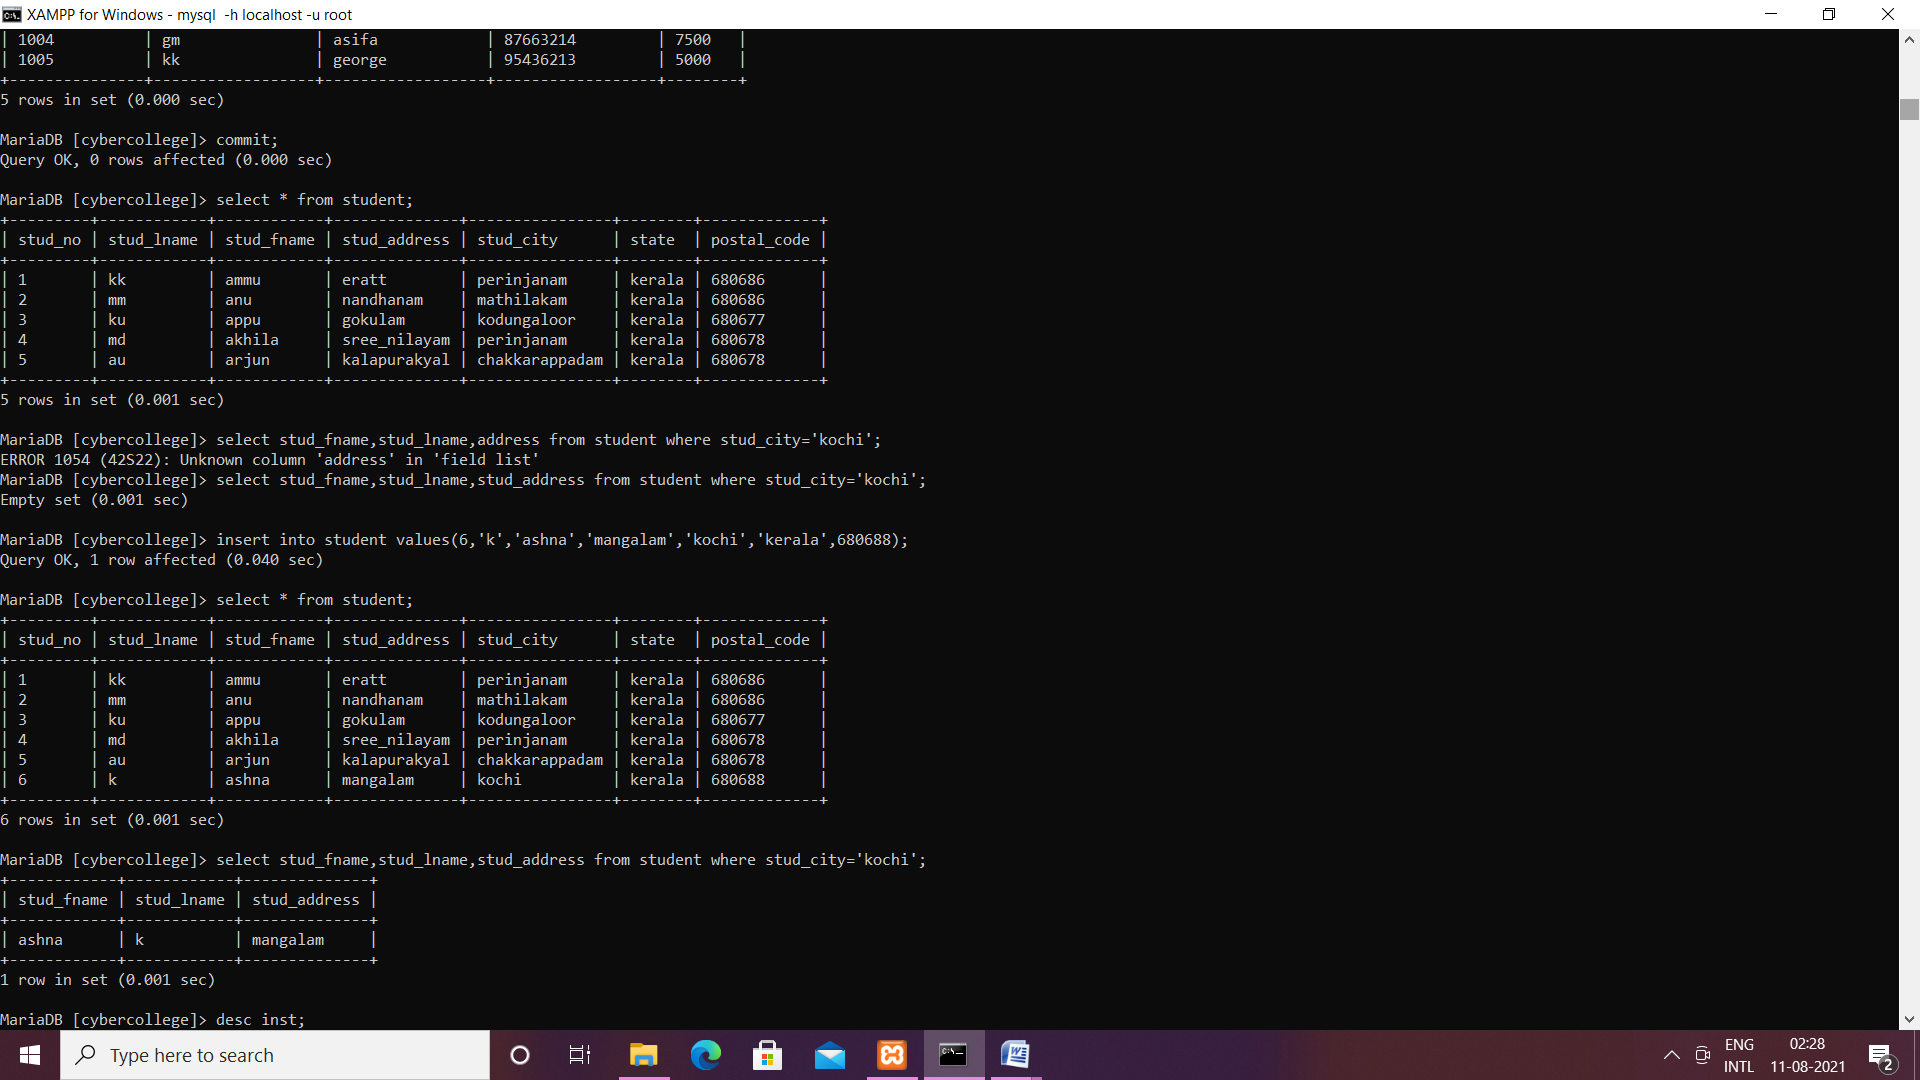 XAMPP for Windows - mysql  -h localhost -u root
| 1004          | gm               | asifa            | 87663214         | 7500   |
| 1005          | kk               | george           | 95436213         | 5000   |
+---------------+------------------+------------------+------------------+--------+
5 rows in set (0.000 sec)
MariaDB [cybercollege]> commit;
Query OK, 0 rows affected (0.000 sec)
MariaDB [cybercollege]> select * from student;
+---------+------------+------------+--------------+----------------+--------+-------------+
| stud_no | stud_lname | stud_fname | stud_address | stud_city      | state  | postal_code |
+---------+------------+------------+--------------+----------------+--------+-------------+
| 1       | kk         | ammu       | eratt        | perinjanam     | kerala | 680686      |
| 2       | mm         | anu        | nandhanam    | mathilakam     | kerala | 680686      |
| 3       | ku         | appu       | gokulam      | kodungaloor    | kerala | 680677      |
| 4       | md         | akhila     | sree_nilayam | perinjanam     | kerala | 680678      |
| 5       | au         | arjun      | kalapurakyal | chakkarappadam | kerala | 680678      |
+---------+------------+------------+--------------+----------------+--------+-------------+
5 rows in set (0.001 sec)
MariaDB [cybercollege]> select stud_fname,stud_lname,address from student where stud_city='kochi';
ERROR 1054 (42S22): Unknown column 'address' in 'field list'
MariaDB [cybercollege]> select stud_fname,stud_lname,stud_address from student where stud_city='kochi';
Empty set (0.001 sec)
MariaDB [cybercollege]> insert into student values(6,'k','ashna','mangalam','kochi','kerala',680688);
Query OK, 1 row affected (0.040 sec)
MariaDB [cybercollege]> select * from student;
+---------+------------+------------+--------------+----------------+--------+-------------+
| stud_no | stud_lname | stud_fname | stud_address | stud_city      | state  | postal_code |
+---------+------------+------------+--------------+----------------+--------+-------------+
| 1       | kk         | ammu       | eratt        | perinjanam     | kerala | 680686      |
| 2       | mm         | anu        | nandhanam    | mathilakam     | kerala | 680686      |
| 3       | ku         | appu       | gokulam      | kodungaloor    | kerala | 680677      |
| 4       | md         | akhila     | sree_nilayam | perinjanam     | kerala | 680678      |
| 5       | au         | arjun      | kalapurakyal | chakkarappadam | kerala | 680678      |
| 6       | k          | ashna      | mangalam     | kochi          | kerala | 680688      |
+---------+------------+------------+--------------+----------------+--------+-------------+
6 rows in set (0.001 sec)
MariaDB [cybercollege]> select stud_fname,stud_lname,stud_address from student where stud_city='kochi';
+------------+------------+--------------+
| stud_fname | stud_lname | stud_address |
+------------+------------+--------------+
| ashna      | k          | mangalam     |
+------------+------------+--------------+
1 row in set (0.001 sec)
MariaDB [cybercollege]> desc inst;
Type here to search
ENG
INTL
02:28
11-08-2021
2